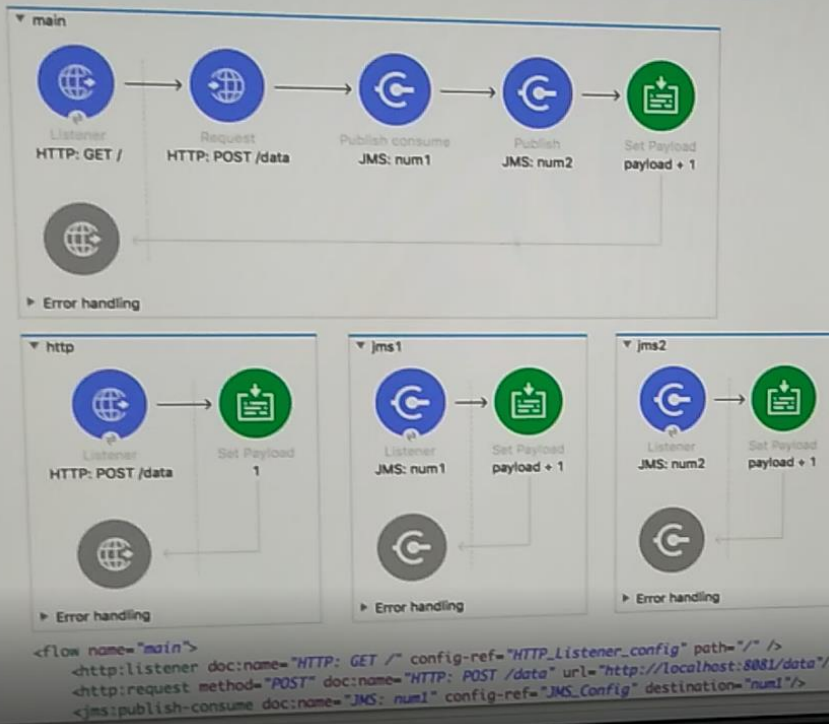 main
Listener
HTTP: GET /
Request
HTTP: POST /data
Publish consume
JMS: num1
Publish
JMS: num2
Set Payload
payload + 1
Error handling
http
Listener
HTTP: POST /data
Set Payload
1
Error handling
jms1
Listener
JMS: num1
Set Payload
payload + 1
Error handling
jms2
Listener
JMS: num2
Set Payload
payload + 1
Error handling
<flow name="main">
<http:listener doc:name="HTTP: GET /" config-ref="HTTP_Listener_config" path="/" />
<http:request method="POST" doc:name="HTTP: POST /data" url="http://localhost:8081/data"/
<jms:publish-consume doc:name="JMS: num1" config-ref="JMS_Config" destination="num1"/>